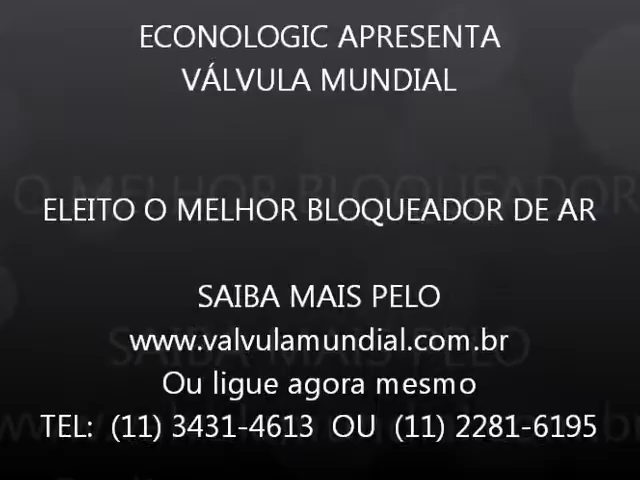 ECONOLOGIC APRESENTA
VÁLVULA MUNDIAL
ELEITO O MELHOR BLOQUEADOR DE AR
SAIBA MAIS PELO
www.valvulamundial.com.br
Ou ligue agora mesmo
TEL: (11) 3431-4613 OU (11) 2281-6195